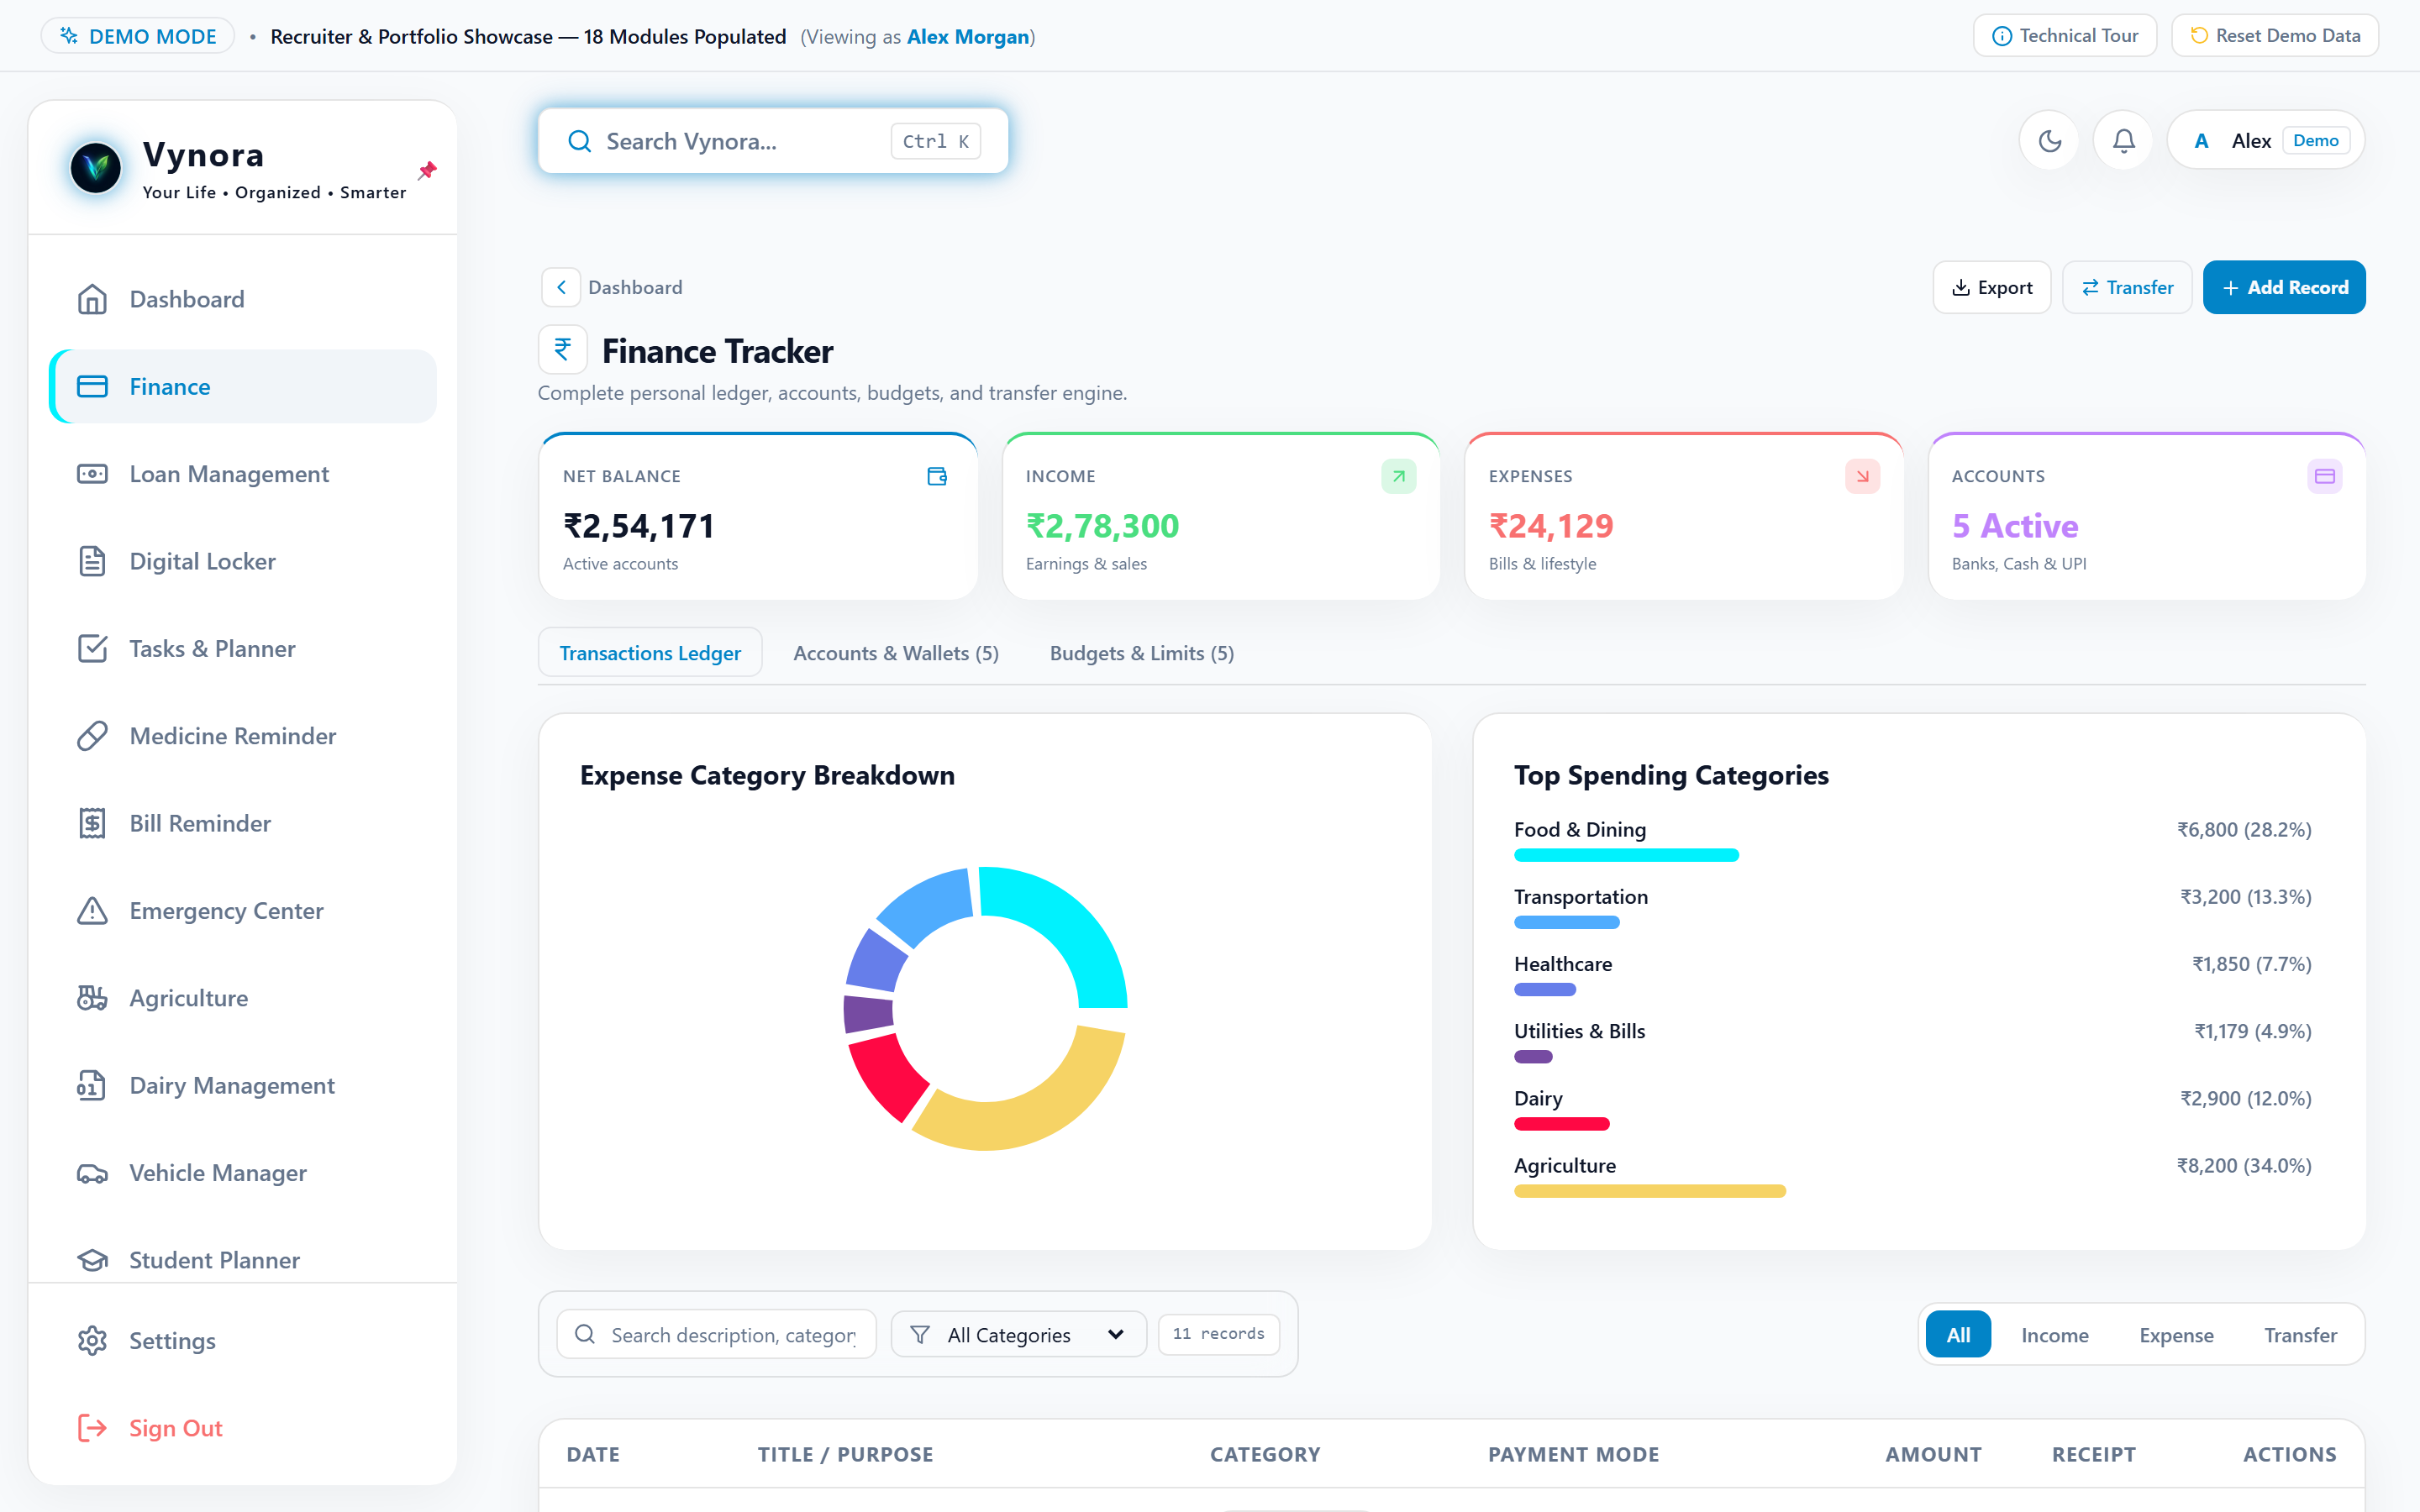 DEMO MODE • Recruiter & Portfolio Showcase — 18 Modules Populated (Viewing as Alex Morgan)
Technical Tour
Reset Demo Data
Vynora
Your Life • Organized • Smarter
Dashboard
Finance
Loan Management
Digital Locker
Tasks & Planner
Medicine Reminder
Bill Reminder
Emergency Center
Agriculture
Dairy Management
Vehicle Manager
Student Planner
Settings
Sign Out
Search Vynora...
Ctrl K
A Alex Demo
Dashboard
Export
Transfer
Add Record
₹ Finance Tracker
Complete personal ledger, accounts, budgets, and transfer engine.
NET BALANCE
₹2,54,171
Active accounts
INCOME
₹2,78,300
Earnings & sales
EXPENSES
₹24,129
Bills & lifestyle
ACCOUNTS
5 Active
Banks, Cash & UPI
Transactions Ledger
Accounts & Wallets (5)
Budgets & Limits (5)
Expense Category Breakdown
Top Spending Categories
Food & Dining ₹6,800 (28.2%)
Transportation ₹3,200 (13.3%)
Healthcare ₹1,850 (7.7%)
Utilities & Bills ₹1,179 (4.9%)
Dairy ₹2,900 (12.0%)
Agriculture ₹8,200 (34.0%)
Search description, categor
All Categories
11 records
All
Income
Expense
Transfer
DATE
TITLE / PURPOSE
CATEGORY
PAYMENT MODE
AMOUNT
RECEIPT
ACTIONS